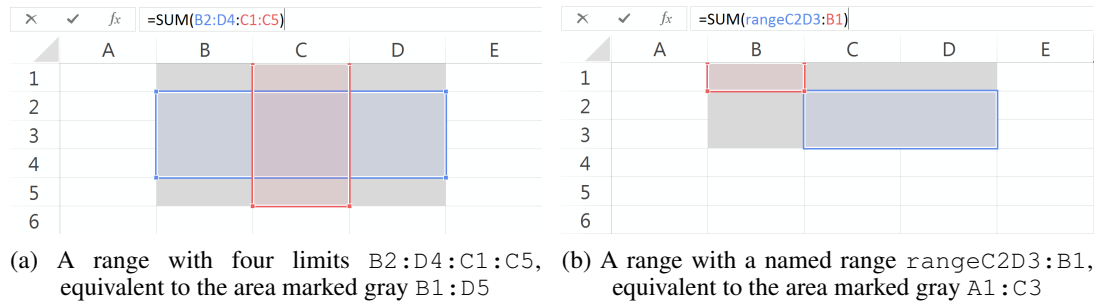 =SUM(B2:D4:C1:C5)
A B C D
1
2
3
4
5
6
(a) A range with four limits B2:D4:C1:C5,
equivalent to the area marked gray B1:D5
=SUM(rangeC2D3:B1)
A B C D E
1
2
3
4
5
6
(b) A range with a named range rangeC2D3:B1,
equivalent to the area marked gray A1:C3